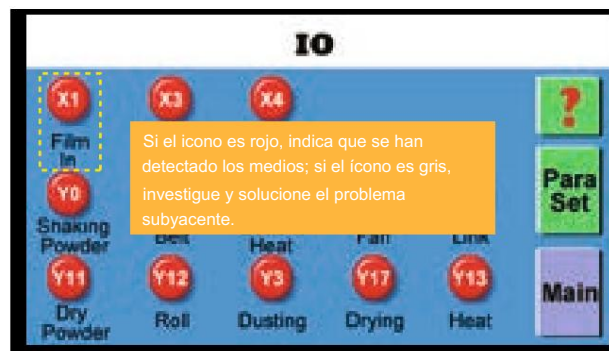 IO
X1 X3 X4
?
Film
In
Si el icono es rojo, indica que se han
detectado los medios; si el ícono es gris,
investigue y solucione el problema
subyacente.
Para
Set
Y0
Shaking
Powder
Belt
Heat
Fan
Link
Y11 Y12 Y3 Y17 Y13
Main
Dry
Powder
Roll Dusting Drying Heat